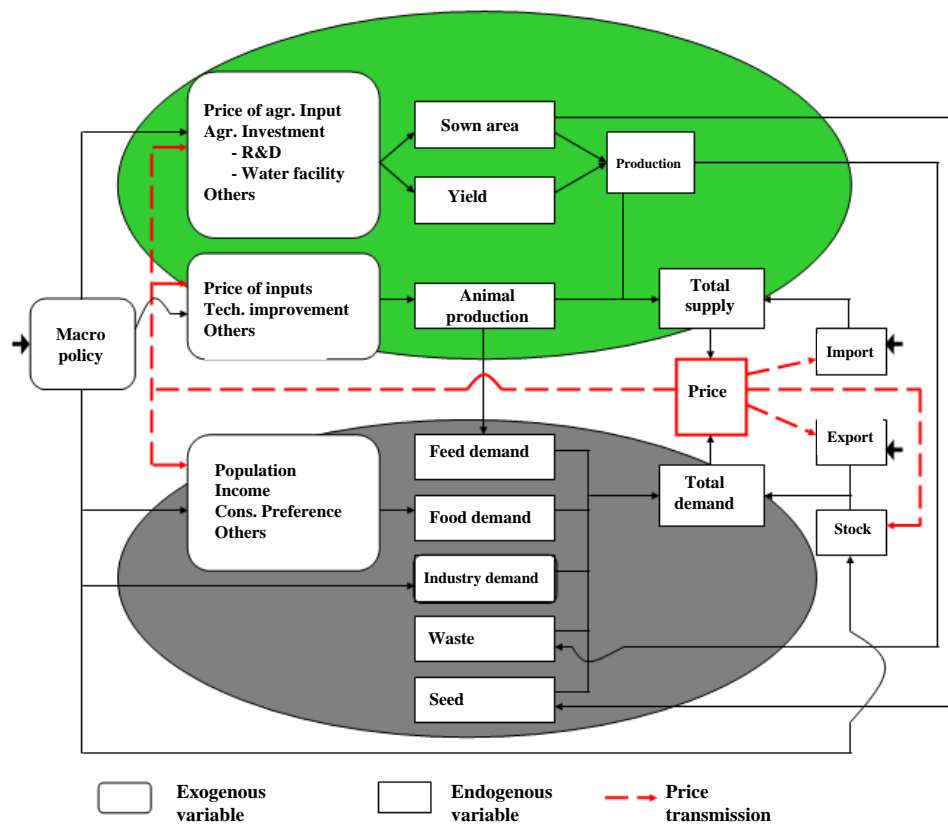 Price of agr. Input
Agr. Investment
- R&D
- Water facility
Others
Sown area
Yield
Production
Price of inputs
Tech. improvement
Others
Animal
production
Total
supply
Macro
policy
Import
Price
Export
Population
Income
Cons. Preference
Others
Feed demand
Food demand
Industry demand
Waste
Seed
Total
demand
Stock
Exogenous
variable
Endogenous
variable
Price
transmission